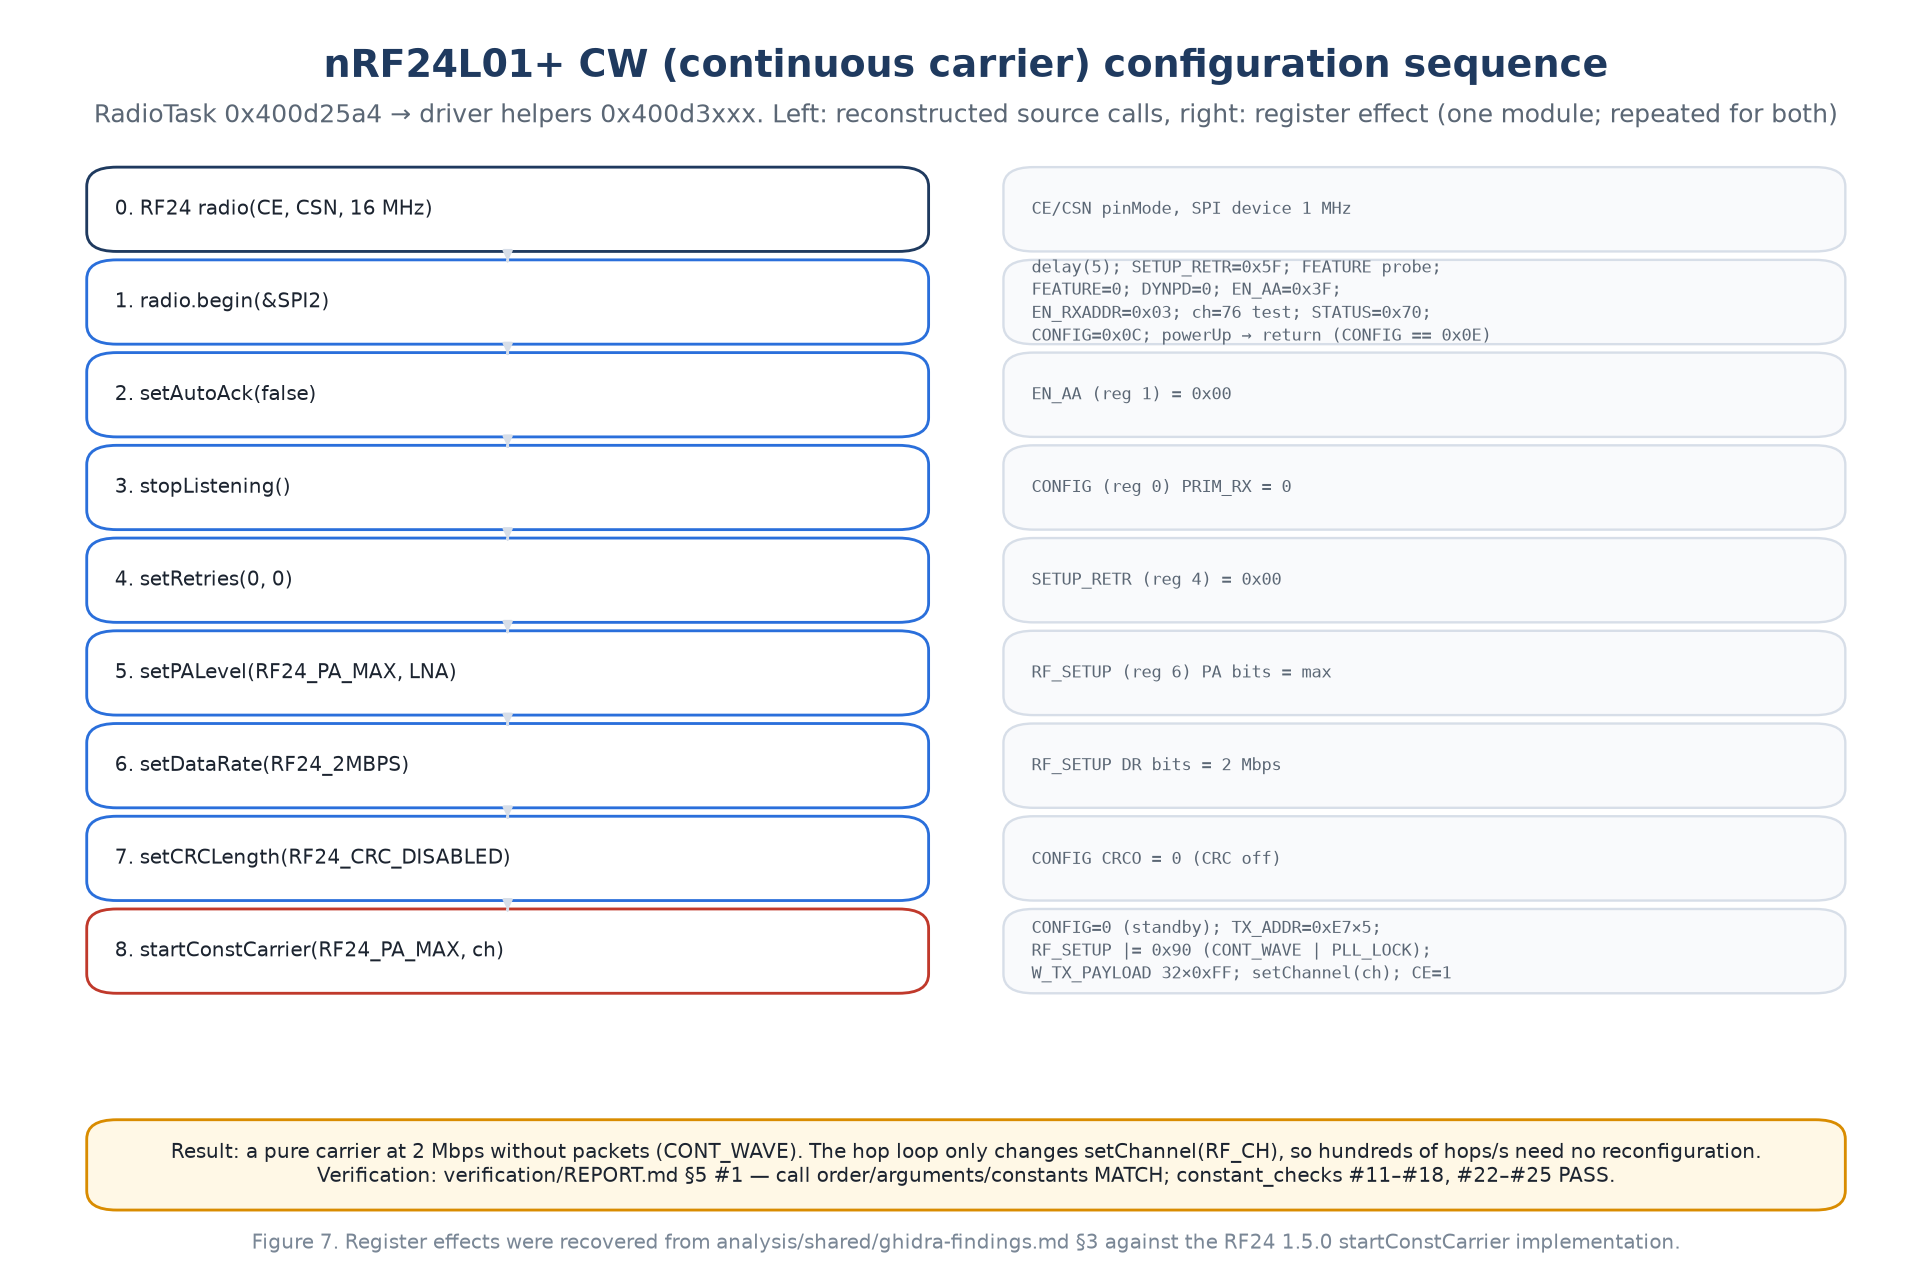 nRF24L01+ CW (continuous carrier) configuration sequence
RadioTask 0x400d25a4 → driver helpers 0x400d3xxx. Left: reconstructed source calls, right: register effect (one module; repeated for both)
0. RF24 radio(CE, CSN, 16 MHz)
CE/CSN pinMode, SPI device 1 MHz
1. radio.begin(&SPI2)
delay(5); SETUP_RETR=0x5F; FEATURE probe;
FEATURE=0; DYNPD=0; EN_AA=0x3F;
EN_RXADDR=0x03; ch=76 test; STATUS=0x70;
CONFIG=0x0C; powerUp → return (CONFIG == 0x0E)
2. setAutoAck(false)
EN_AA (reg 1) = 0x00
3. stopListening()
CONFIG (reg 0) PRIM_RX = 0
4. setRetries(0, 0)
SETUP_RETR (reg 4) = 0x00
5. setPALevel(RF24_PA_MAX, LNA)
RF_SETUP (reg 6) PA bits = max
6. setDataRate(RF24_2MBPS)
RF_SETUP DR bits = 2 Mbps
7. setCRCLength(RF24_CRC_DISABLED)
CONFIG CRCO = 0 (CRC off)
8. startConstCarrier(RF24_PA_MAX, ch)
CONFIG=0 (standby); TX_ADDR=0xE7×5;
RF_SETUP |= 0x90 (CONT_WAVE | PLL_LOCK);
W_TX_PAYLOAD 32×0xFF; setChannel(ch); CE=1
Result: a pure carrier at 2 Mbps without packets (CONT_WAVE). The hop loop only changes setChannel(RF_CH), so hundreds of hops/s need no reconfiguration.
Verification: verification/REPORT.md §5 #1 — call order/arguments/constants MATCH; constant_checks #11–#18, #22–#25 PASS.
Figure 7. Register effects were recovered from analysis/shared/ghidra-findings.md §3 against the RF24 1.5.0 startConstCarrier implementation.